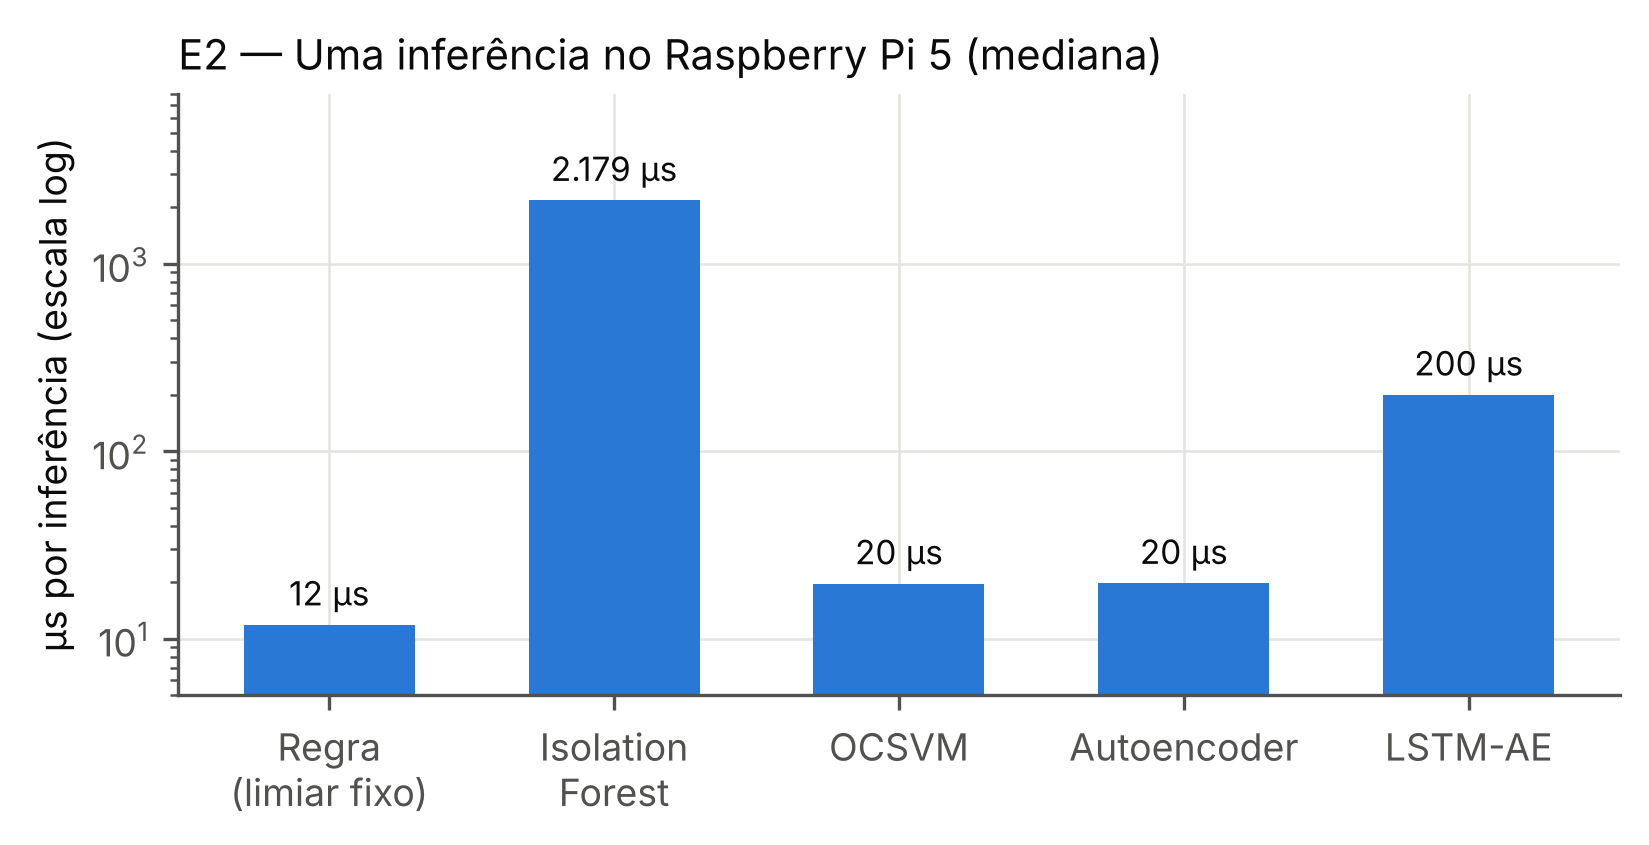 E2 — Uma inferência no Raspberry Pi 5 (mediana)
µs por inferência (escala log)
10³
10²
10¹
12 µs
2.179 µs
20 µs
20 µs
200 µs
Regra
(limiar fixo)
Isolation
Forest
OCSVM
Autoencoder
LSTM-AE